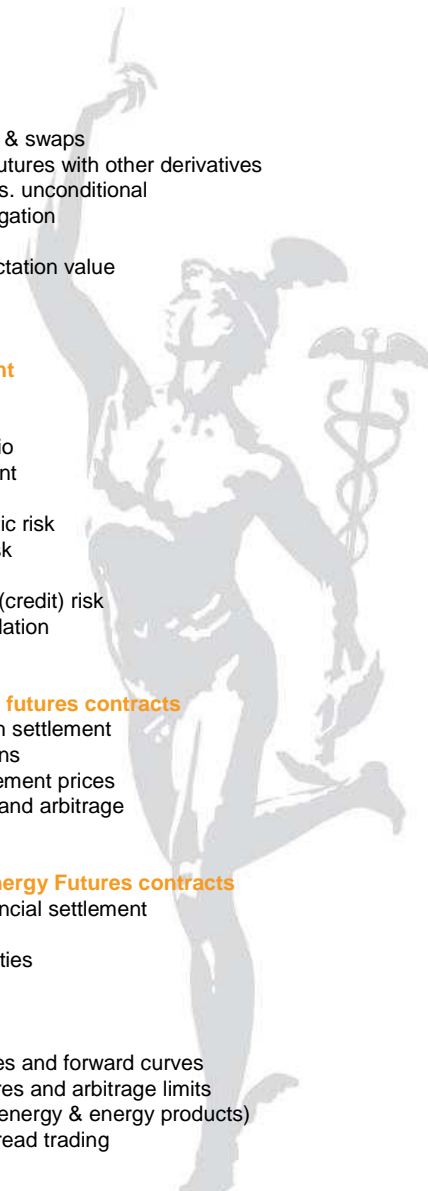 & swaps
utures with other derivatives
s. unconditional
gation
ctation value
nt
io
nt
ic risk
sk
(credit) risk
lation
futures contracts
n settlement
ns
ement prices
and arbitrage
nergy Futures contracts
ncial settlement
ties
es and forward curves
res and arbitrage limits
energy & energy products)
read trading